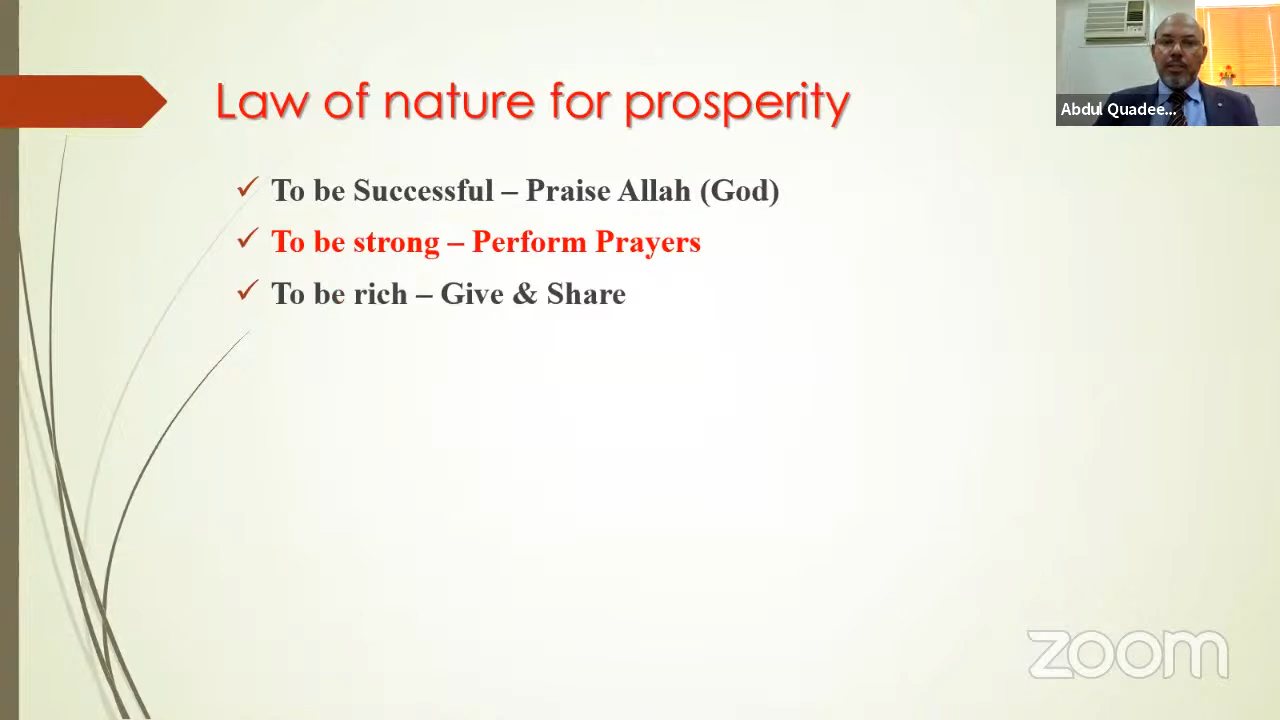 Law of nature for prosperity
Abdul Quadee...
✓ To be Successful – Praise Allah (God)
✓ To be strong – Perform Prayers
✓ To be rich – Give & Share
zoom